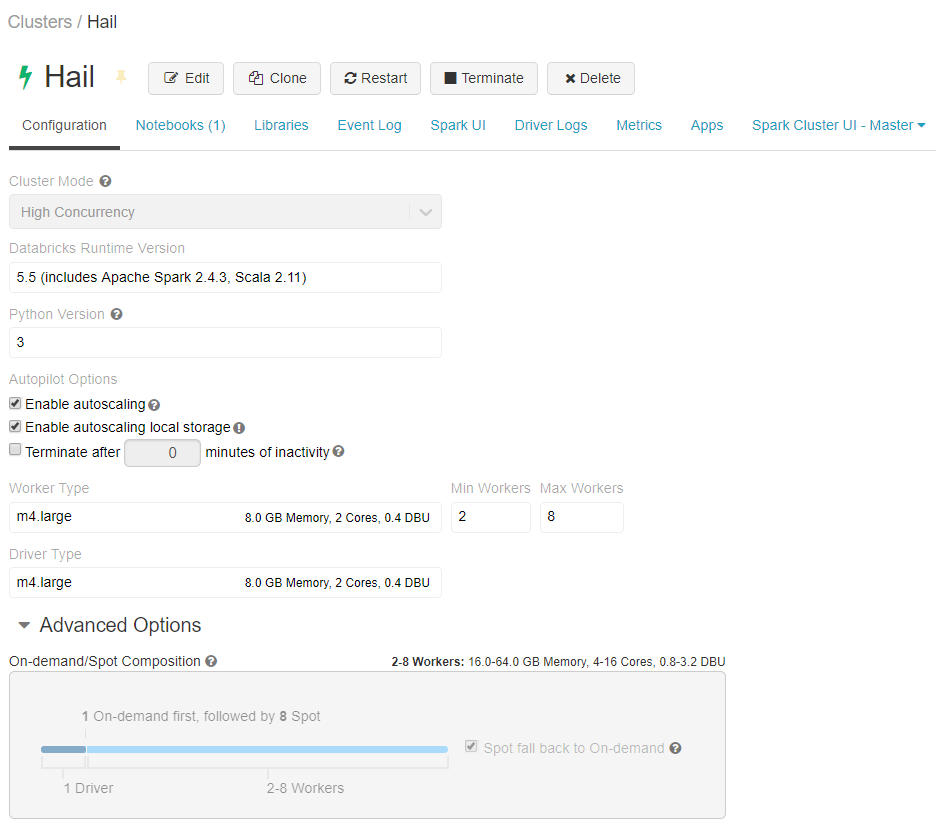 Clusters / Hail
Hail Edit Clone Restart Terminate Delete
Configuration Notebooks (1) Libraries Event Log Spark UI Driver Logs Metrics Apps Spark Cluster UI - Master
Cluster Mode
High Concurrency
Databricks Runtime Version
5.5 (includes Apache Spark 2.4.3, Scala 2.11)
Python Version
3
Autopilot Options
Enable autoscaling
Enable autoscaling local storage
Terminate after 0 minutes of inactivity
Worker Type Min Workers Max Workers
m4.large 8.0 GB Memory, 2 Cores, 0.4 DBU 2 8
Driver Type
m4.large 8.0 GB Memory, 2 Cores, 0.4 DBU
Advanced Options
On-demand/Spot Composition 2-8 Workers: 16.0-64.0 GB Memory, 4-16 Cores, 0.8-3.2 DBU
1 On-demand first, followed by 8 Spot
Spot fall back to On-demand
1 Driver 2-8 Workers